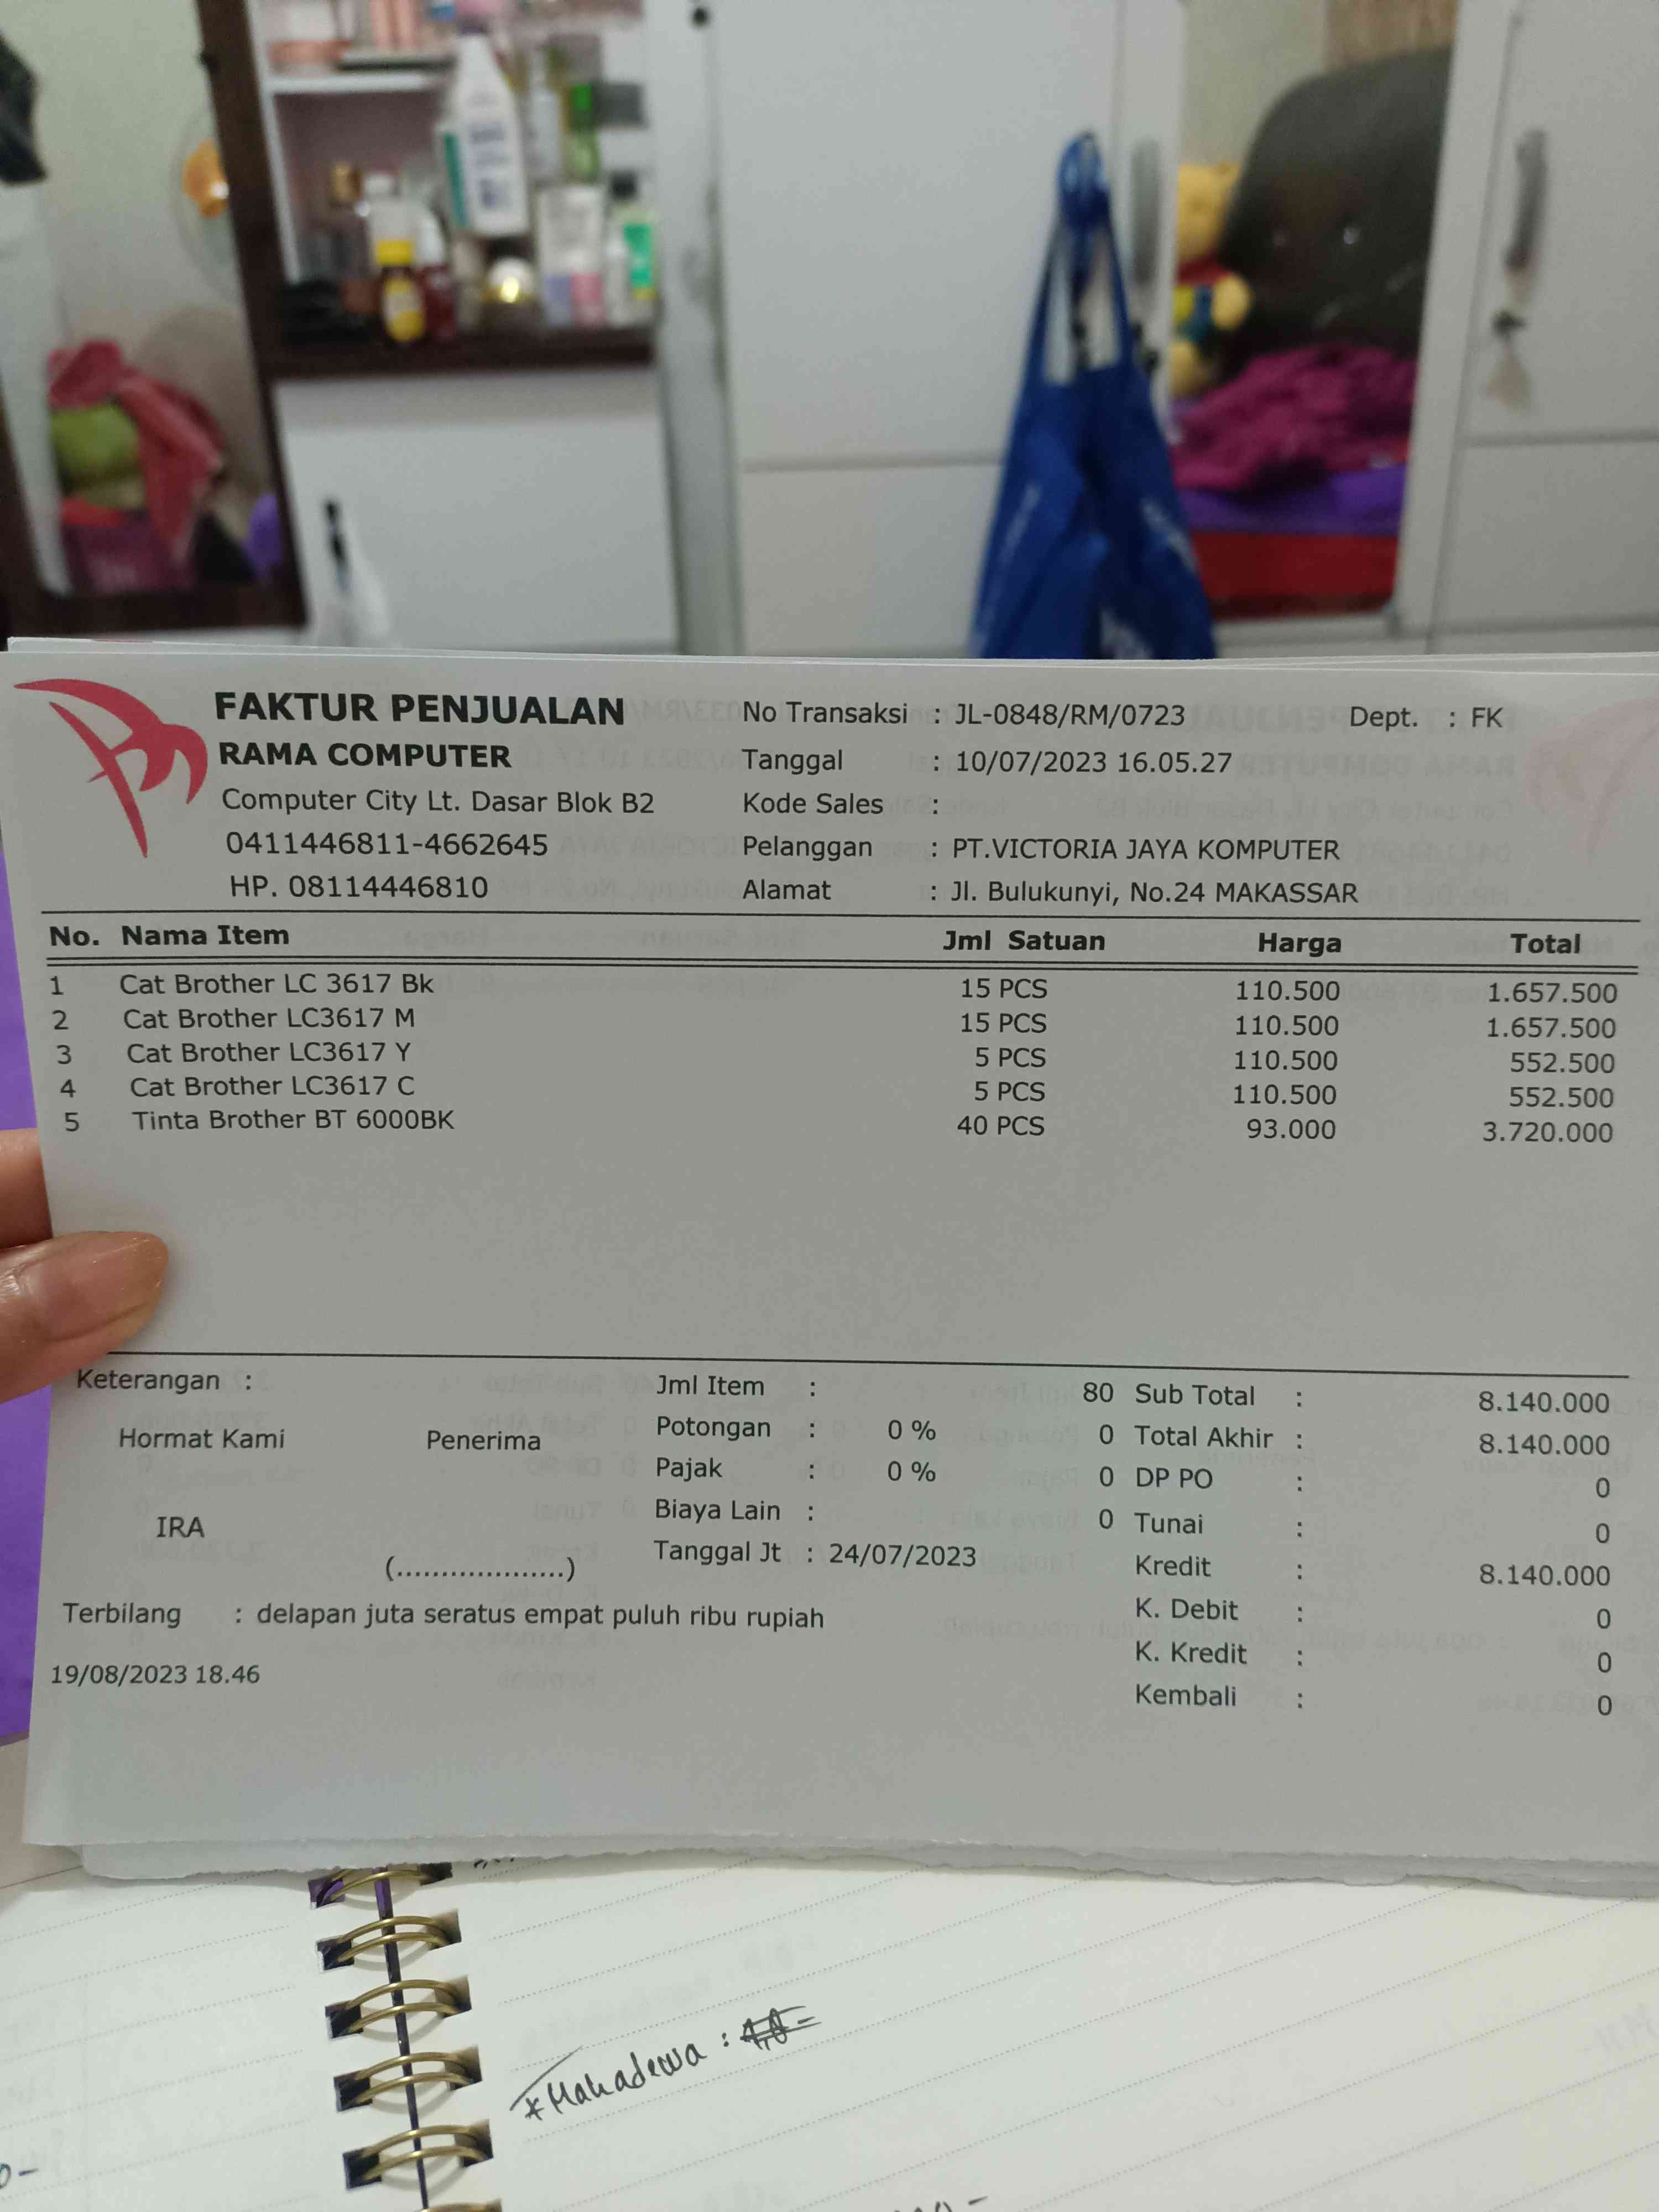 FAKTUR PENJUALAN
RAMA COMPUTER
Computer City Lt. Dasar Blok B2
0411446811-4662645
HP. 08114446810
No Transaksi : JL-0848/RM/0723 Dept. : FK
Tanggal : 10/07/2023 16.05.27
Kode Sales :
Pelanggan : PT.VICTORIA JAYA KOMPUTER
Alamat : Jl. Bulukunyi, No.24 MAKASSAR
No. Nama Item Jml Satuan Harga Total
1 Cat Brother LC 3617 Bk 15 PCS 110.500 1.657.500
2 Cat Brother LC3617 M 15 PCS 110.500 1.657.500
3 Cat Brother LC3617 Y 5 PCS 110.500 552.500
4 Cat Brother LC3617 C 5 PCS 110.500 552.500
5 Tinta Brother BT 6000BK 40 PCS 93.000 3.720.000
Keterangan :
Hormat Kami Penerima
IRA
(...................)
Jml Item : 80
Potongan : 0 % 0
Pajak : 0 % 0
Biaya Lain : 0
Tanggal Jt : 24/07/2023
Sub Total : 8.140.000
Total Akhir : 8.140.000
DP PO : 0
Tunai : 0
Kredit : 8.140.000
K. Debit : 0
K. Kredit : 0
Kembali : 0
Terbilang : delapan juta seratus empat puluh ribu rupiah
19/08/2023 18.46
*Mahadewa :